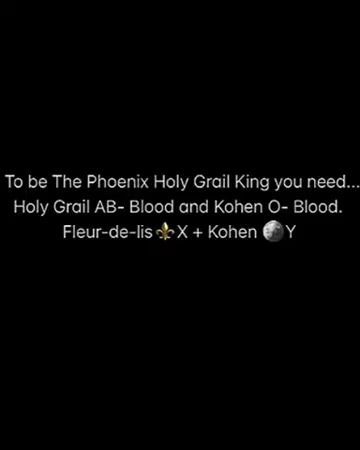 To be The Phoenix Holy Grail King you need...
Holy Grail AB- Blood and Kohen O- Blood.
Fleur-de-lis⚜️X + Kohen 🌕Y